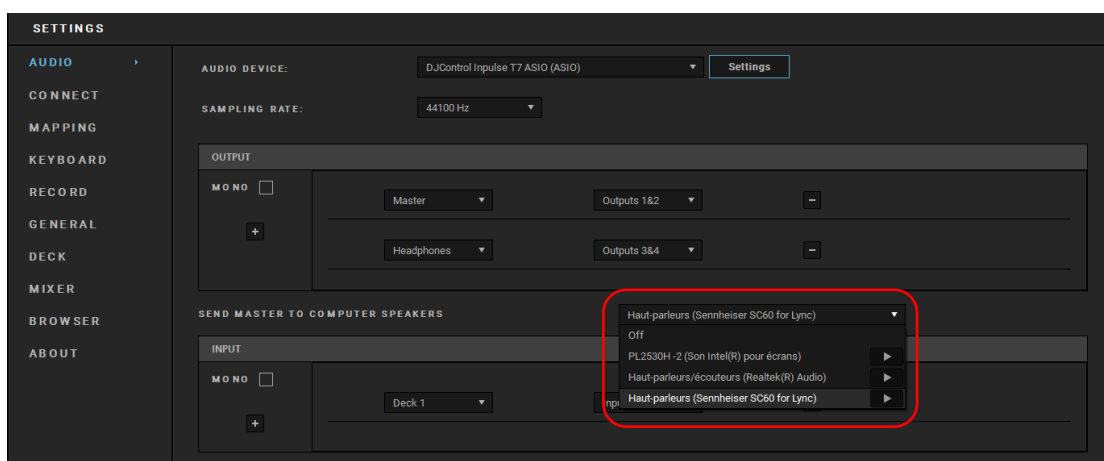 SETTINGS
AUDIO
CONNECT
MAPPING
KEYBOARD
RECORD
GENERAL
DECK
MIXER
BROWSER
ABOUT
AUDIO DEVICE: DJControl Inpulse T7 ASIO (ASIO) Settings
SAMPLING RATE: 44100 Hz
OUTPUT
MONO
Master Outputs 1&2
Headphones Outputs 3&4
SEND MASTER TO COMPUTER SPEAKERS Haut-parleurs (Sennheiser SC60 for Lync)
Off
PL2530H -2 (Son Intel(R) pour écrans)
Haut-parleurs/écouteurs (Realtek(R) Audio)
Haut-parleurs (Sennheiser SC60 for Lync)
INPUT
MONO
Deck 1